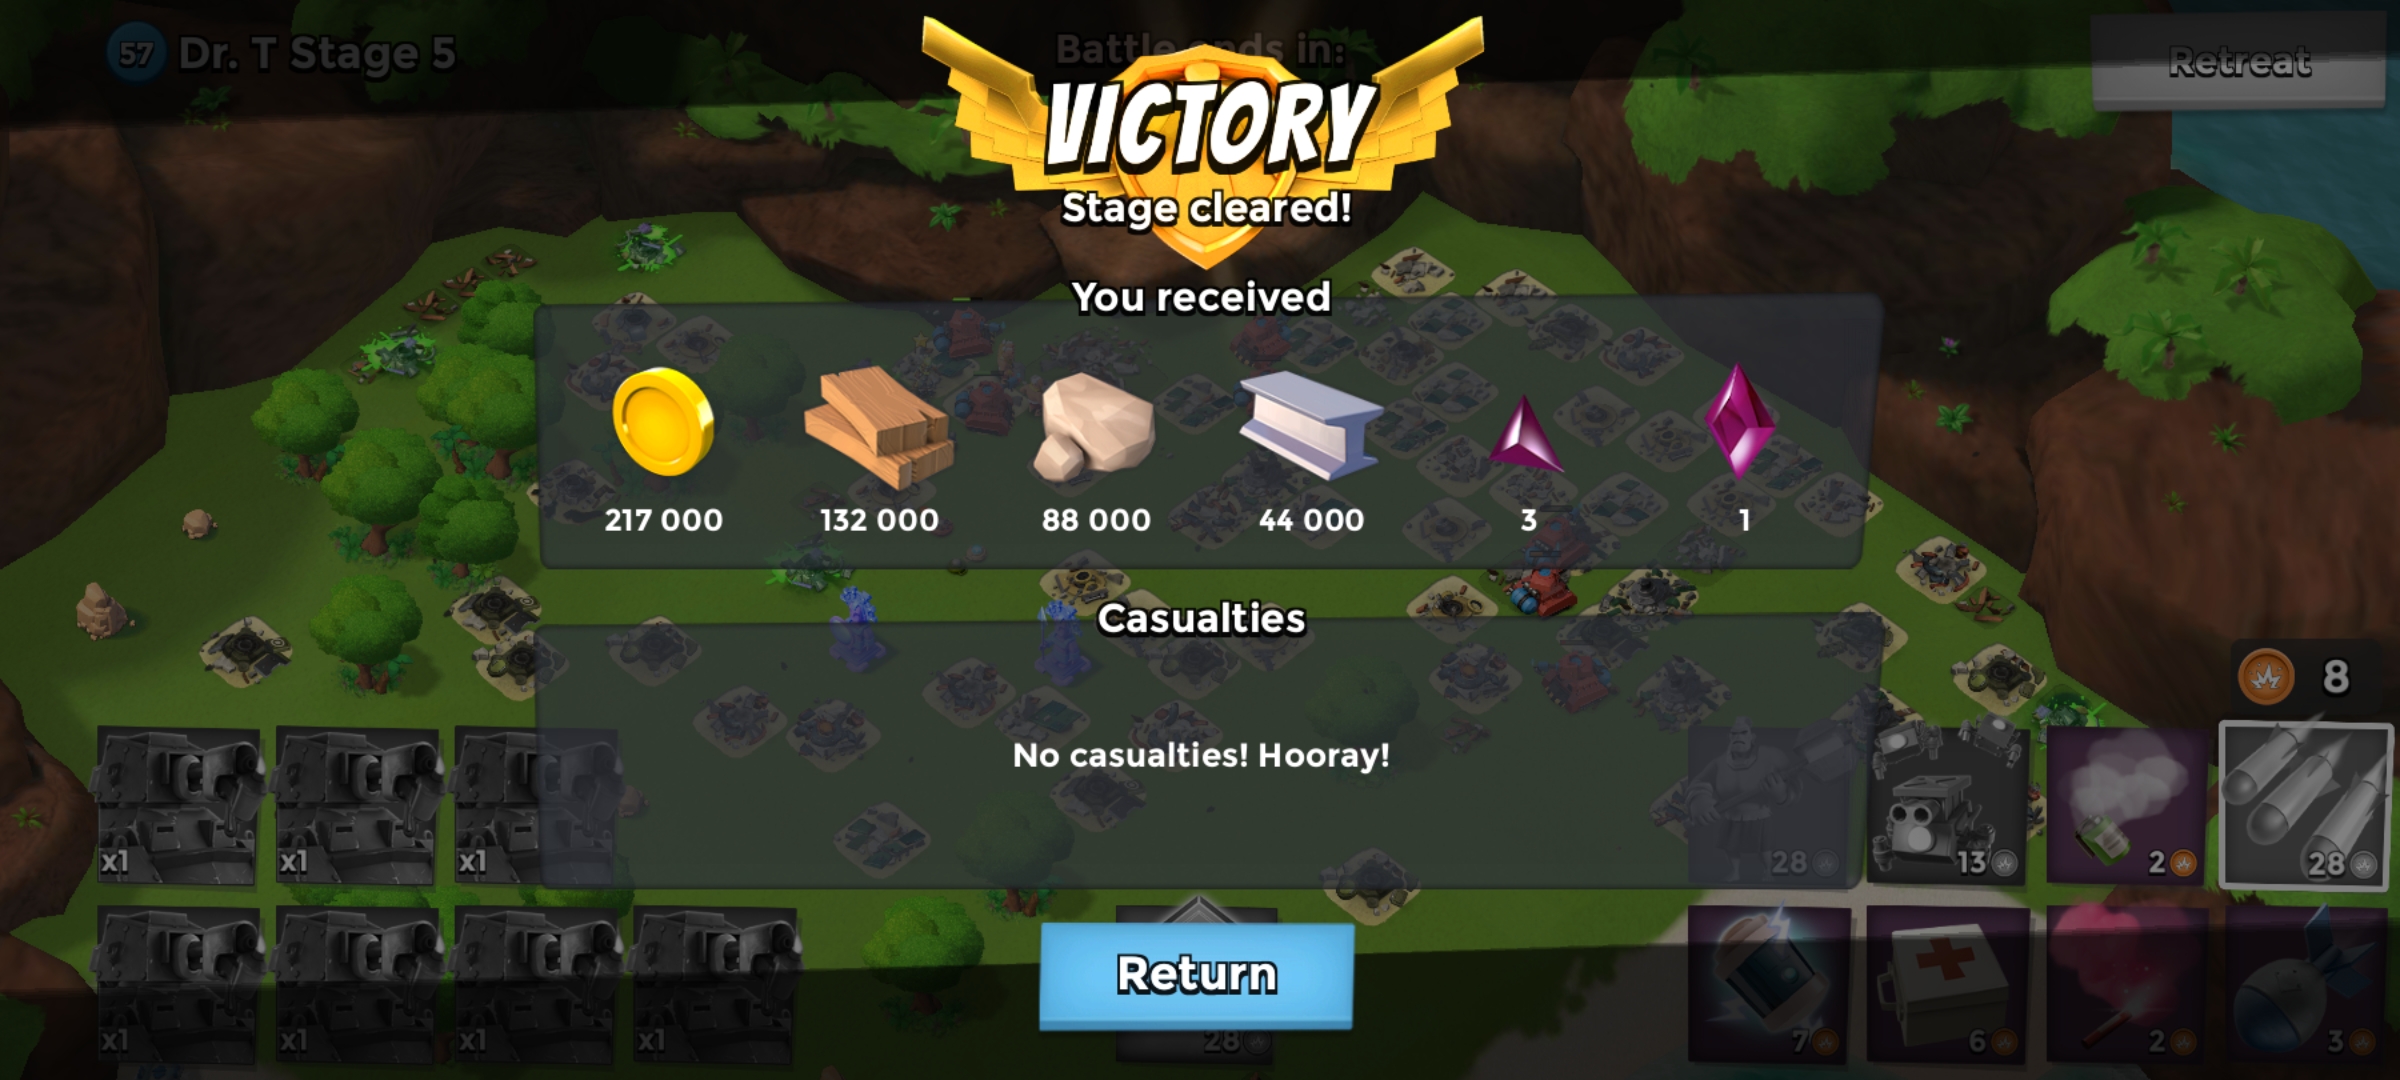 57 Dr. T Stage 5
Battle ends in:
Retreat
VICTORY
Stage cleared!
You received
217 000
132 000
88 000
44 000
3
1
Casualties
No casualties! Hooray!
8
x1
x1
x1
28
13
2
28
Return
x1
x1
x1
x1
28
7
6
2
3